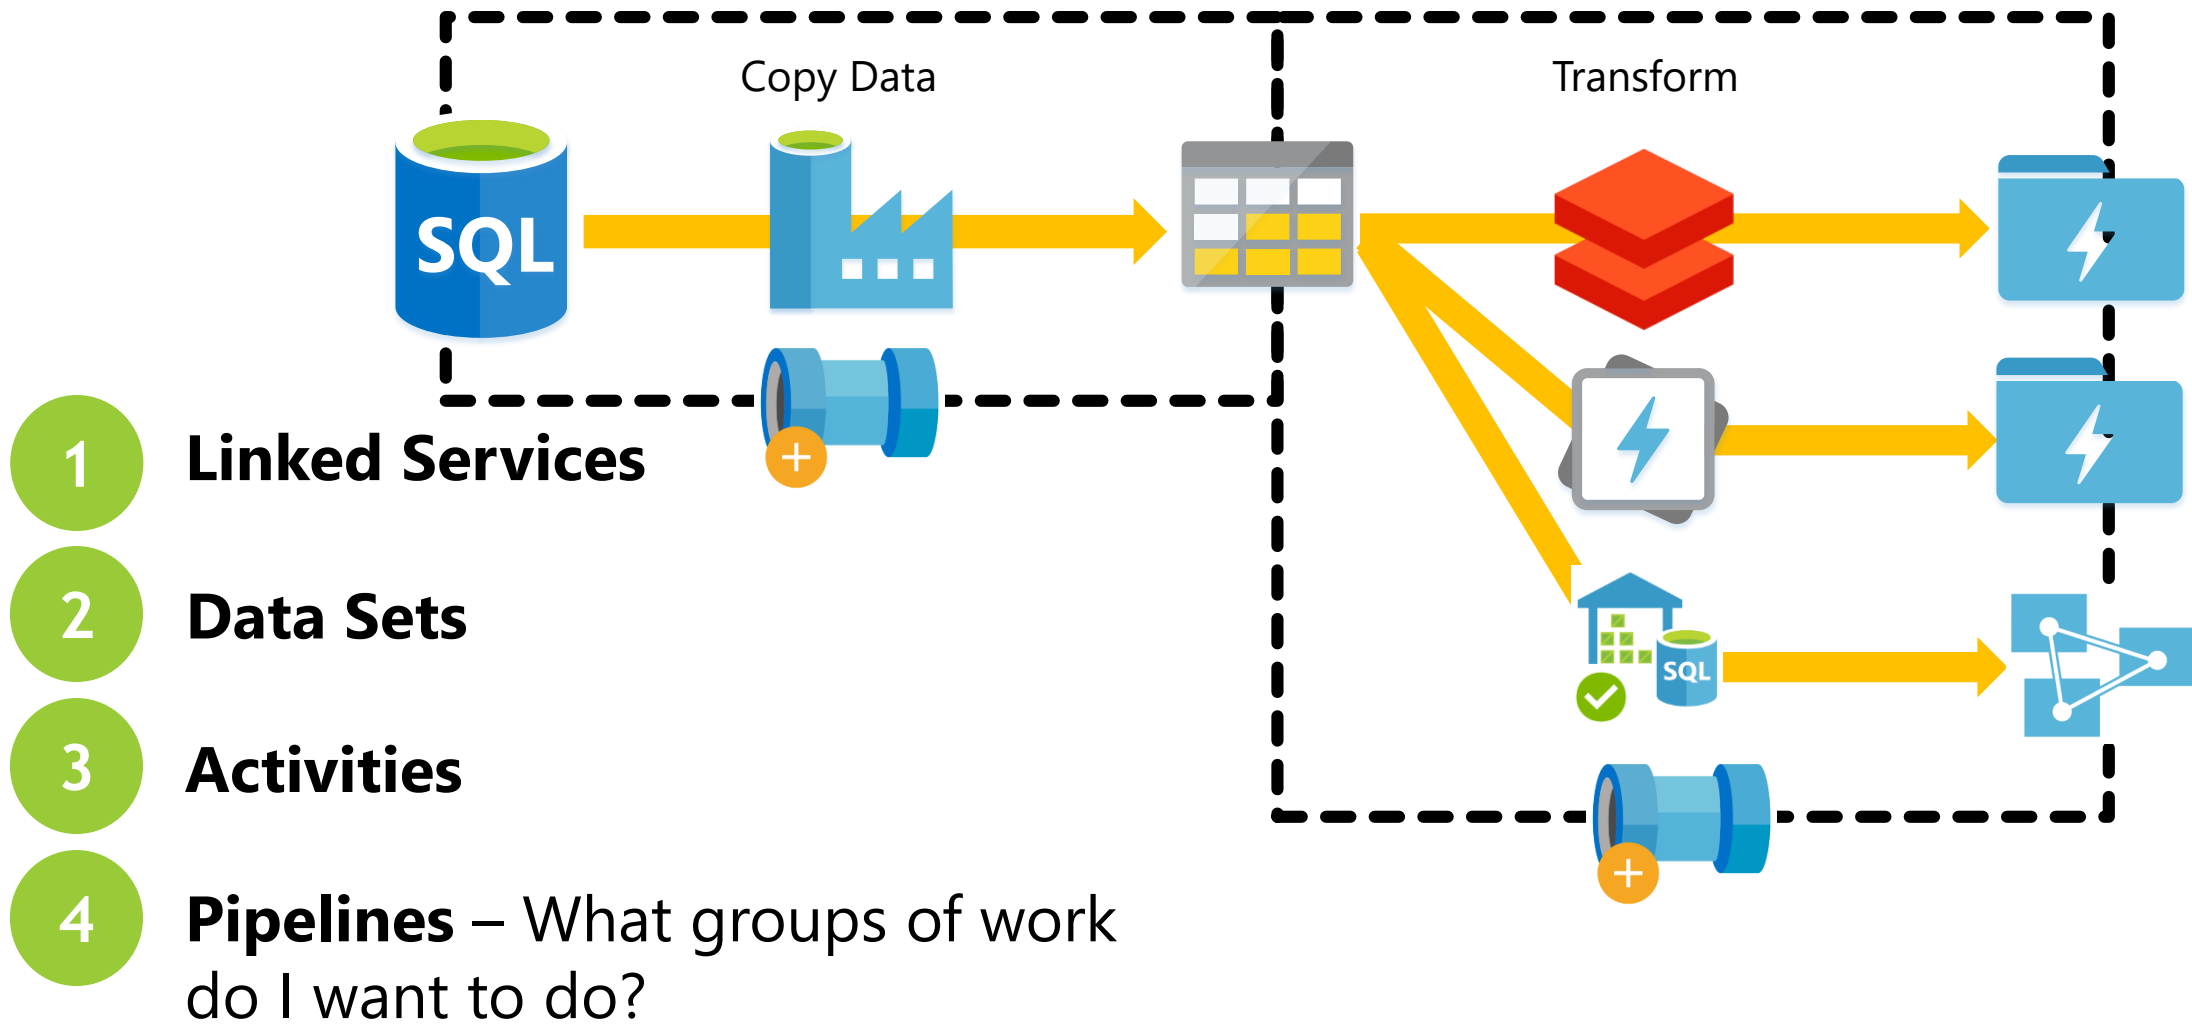 Copy Data
Transform
SQL
SQL
1
Linked Services
2
Data Sets
3
Activities
4
Pipelines – What groups of work
do I want to do?